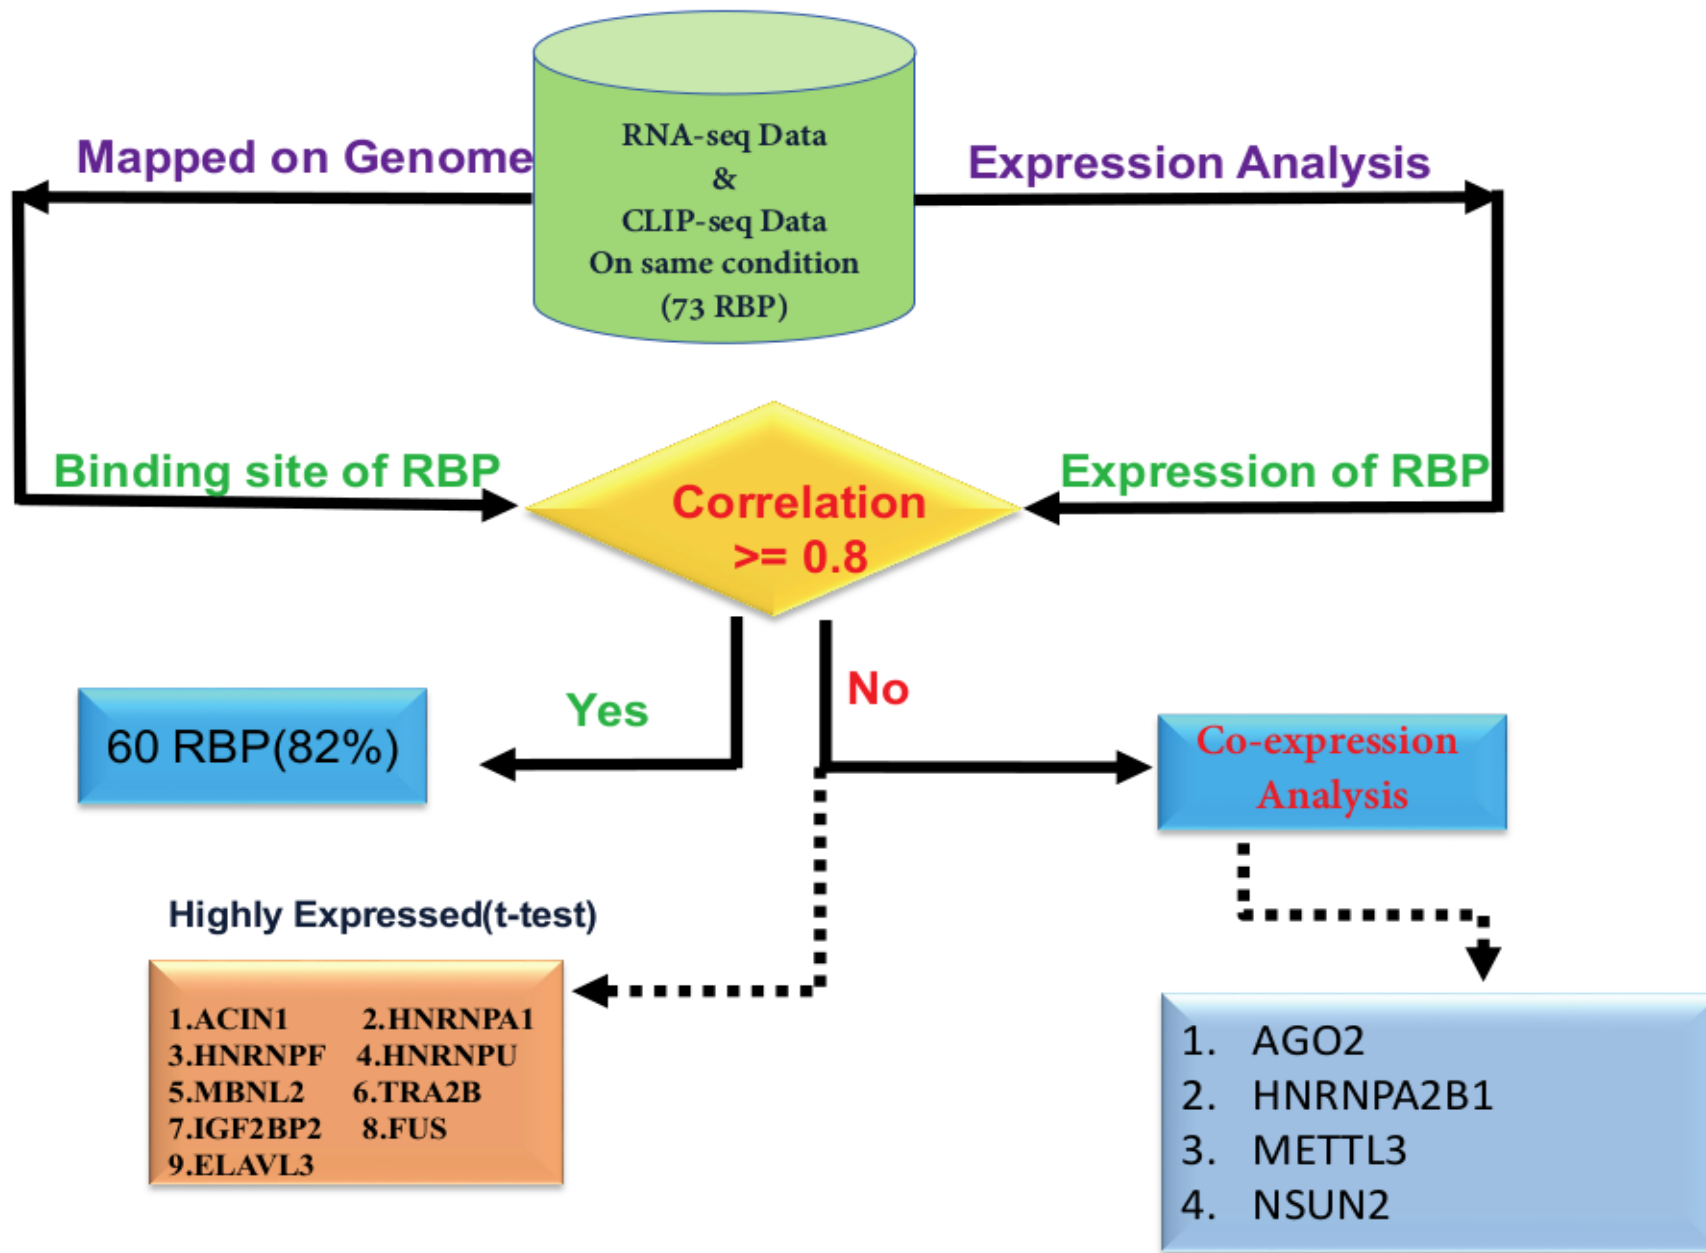 RNA-seq Data
&
CLIP-seq Data
On same condition
(73 RBP)
Mapped on Genome
Expression Analysis
Binding site of RBP
Expression of RBP
Correlation
>= 0.8
Yes
No
60 RBP(82%)
Co-expression
Analysis
Highly Expressed(t-test)
1.ACIN1 2.HNRNPA1
3.HNRNPF 4.HNRNPU
5.MBNL2 6.TRA2B
7.IGF2BP2 8.FUS
9.ELAVL3
1. AGO2
2. HNRNPA2B1
3. METTL3
4. NSUN2